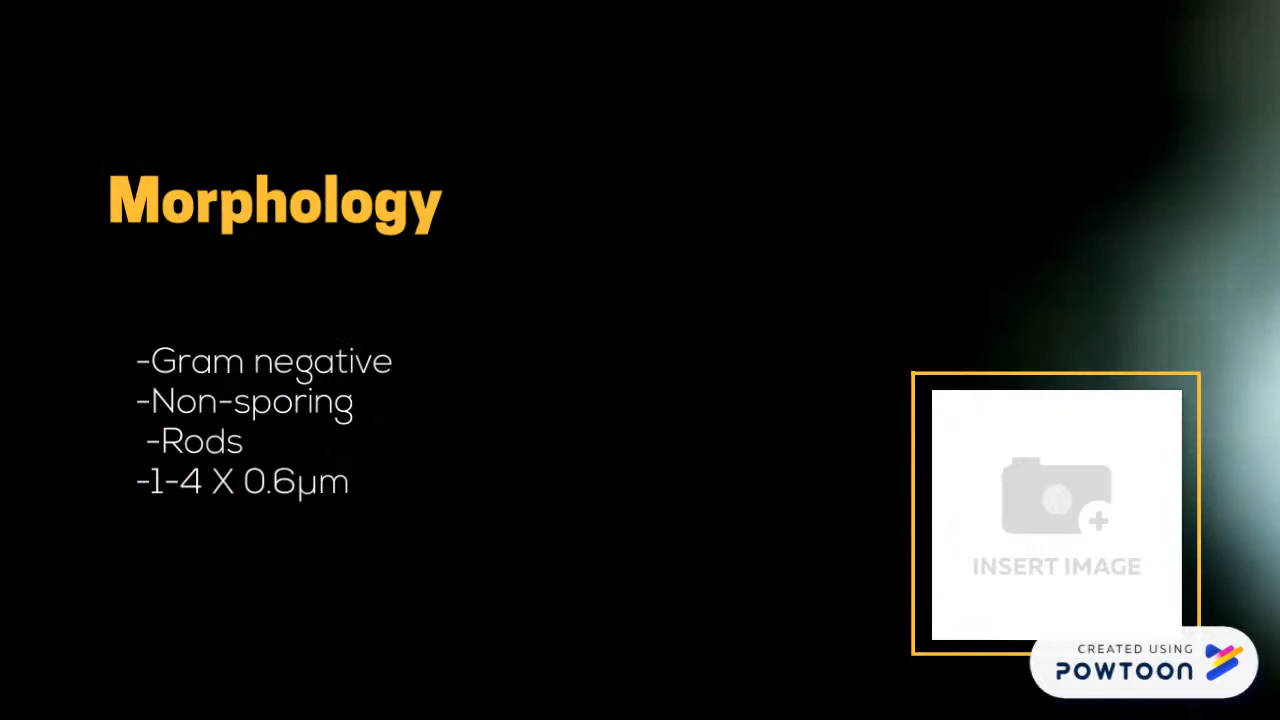 Morphology
-Gram negative
-Non-sporing
-Rods
-1-4 X 0.6µm
INSERT IMAGE
CREATED USING
POWTOON